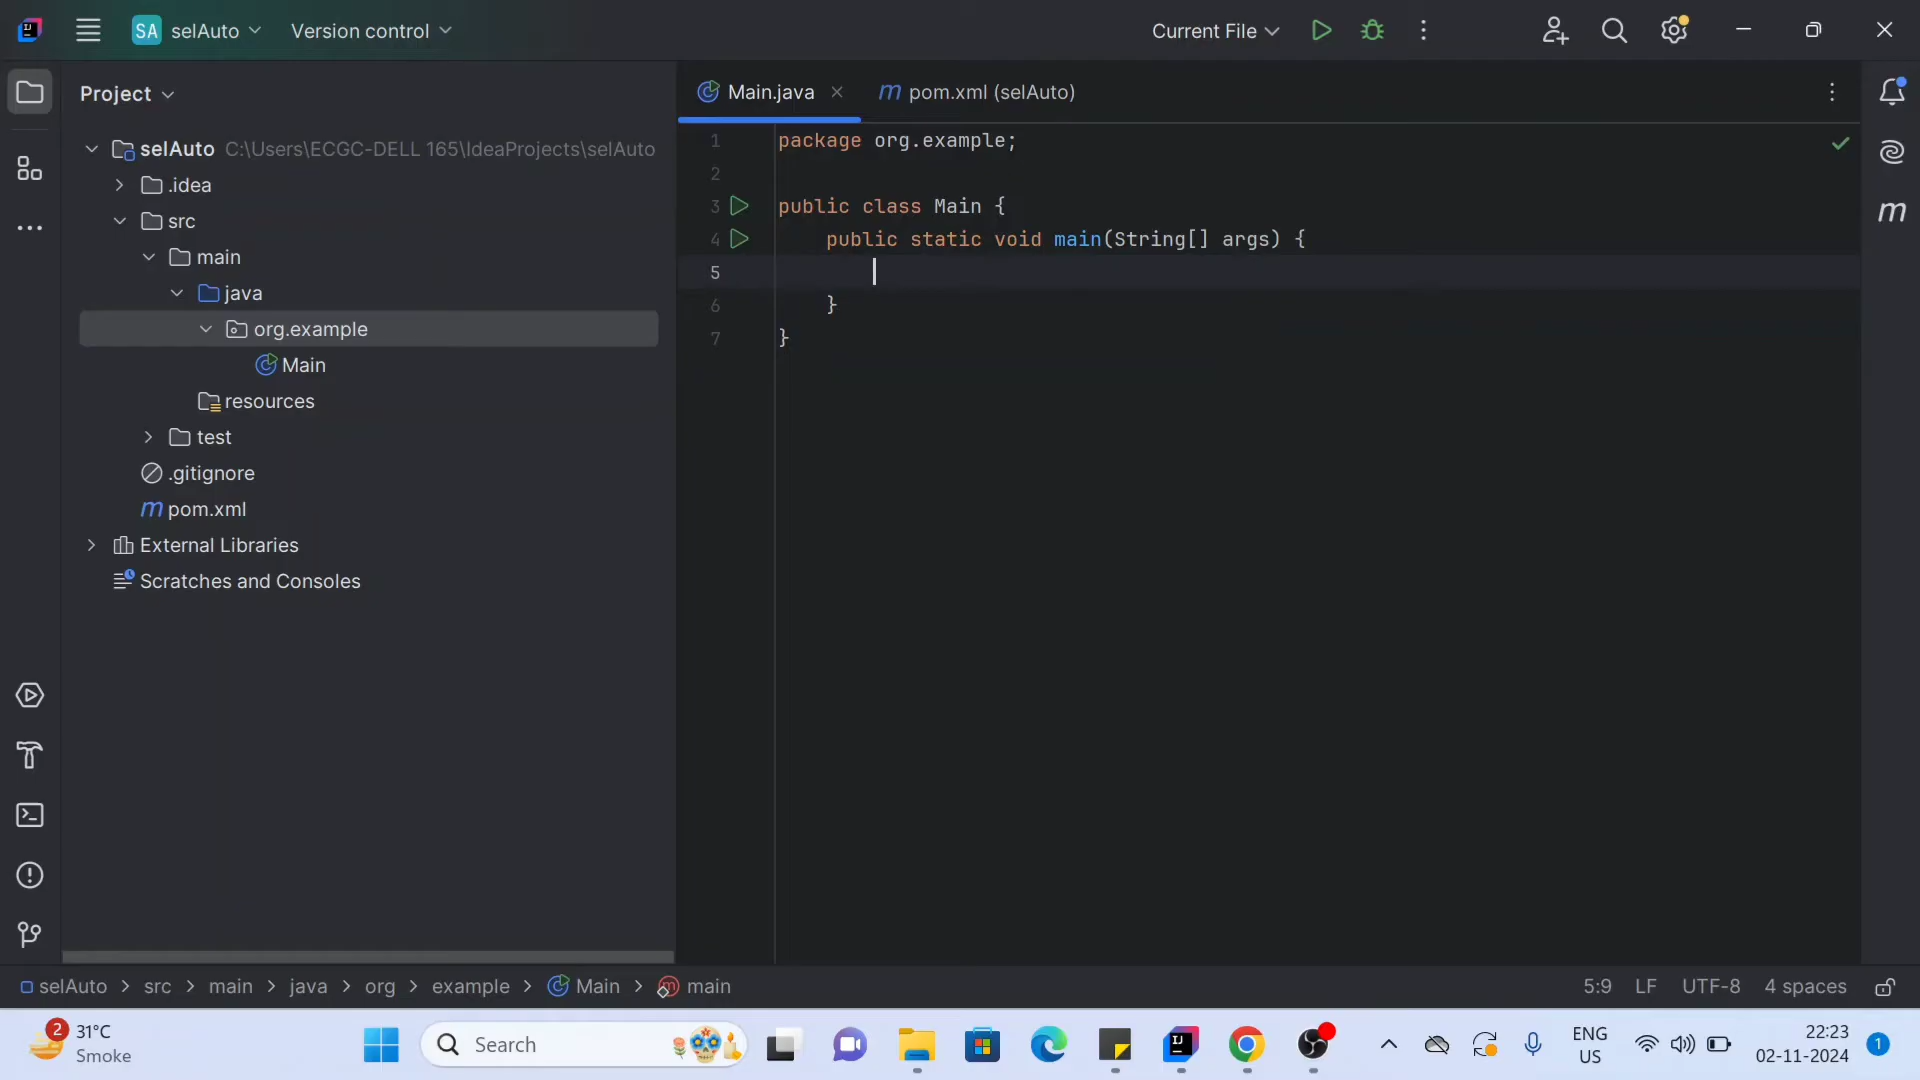 SA selAuto Version control Current File
Project
selAuto C:\Users\ECGC-DELL 165\IdeaProjects\selAuto
.idea
src
main
java
org.example
Main
resources
test
.gitignore
m pom.xml
External Libraries
Scratches and Consoles
Main.java m pom.xml (selAuto)
m
1 package org.example;
2
3 public class Main {
4 public static void main(String[] args) {
5
6 }
7 }
selAuto > src > main > java > org > example > Main > main 5:9 LF UTF-8 4 spaces
2 31°C
Smoke
Search
ENG
US
22:23
02-11-2024
1